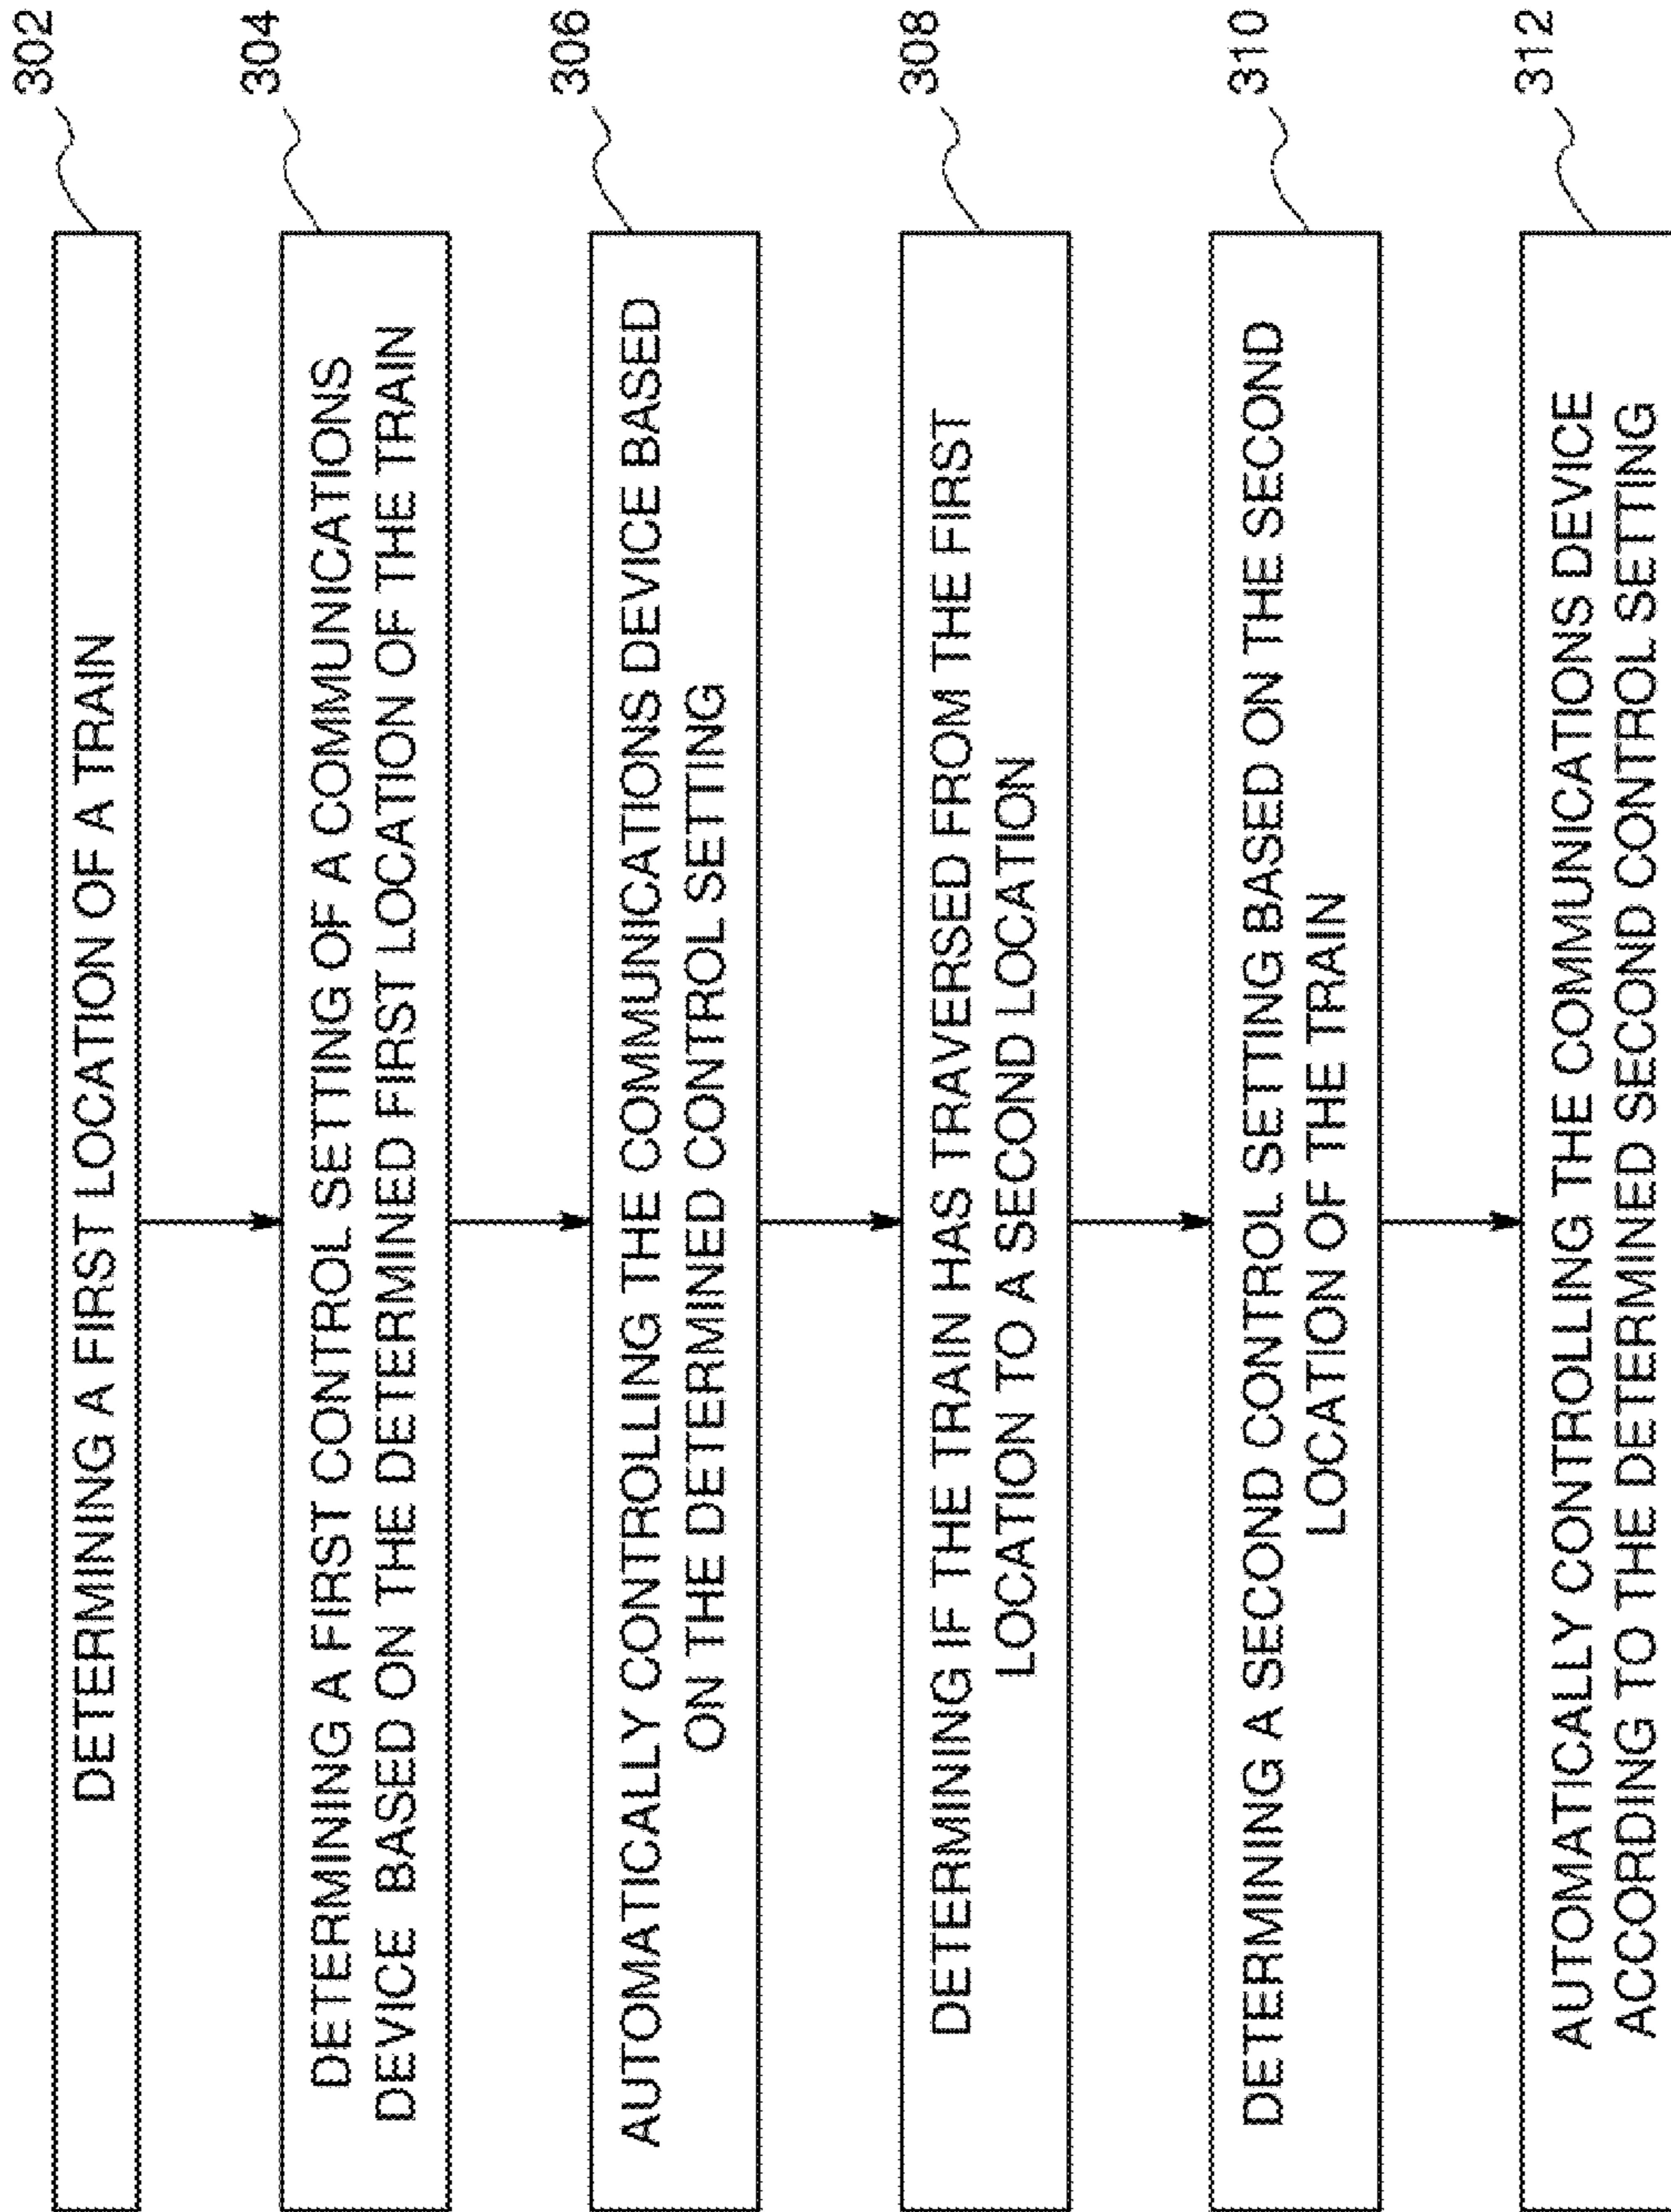 302
DETERMINING A FIRST LOCATION OF A TRAIN
304
DETERMINING A FIRST CONTROL SETTING OF A COMMUNICATIONS
DEVICE BASED ON THE DETERMINED FIRST LOCATION OF THE TRAIN
306
AUTOMATICALLY CONTROLLING THE COMMUNICATIONS DEVICE BASED
ON THE DETERMINED CONTROL SETTING
308
DETERMINING IF THE TRAIN HAS TRAVERSED FROM THE FIRST
LOCATION TO A SECOND LOCATION
310
DETERMINING A SECOND CONTROL SETTING BASED ON THE SECOND
LOCATION OF THE TRAIN
312
AUTOMATICALLY CONTROLLING THE COMMUNICATIONS DEVICE
ACCORDING TO THE DETERMINED SECOND CONTROL SETTING